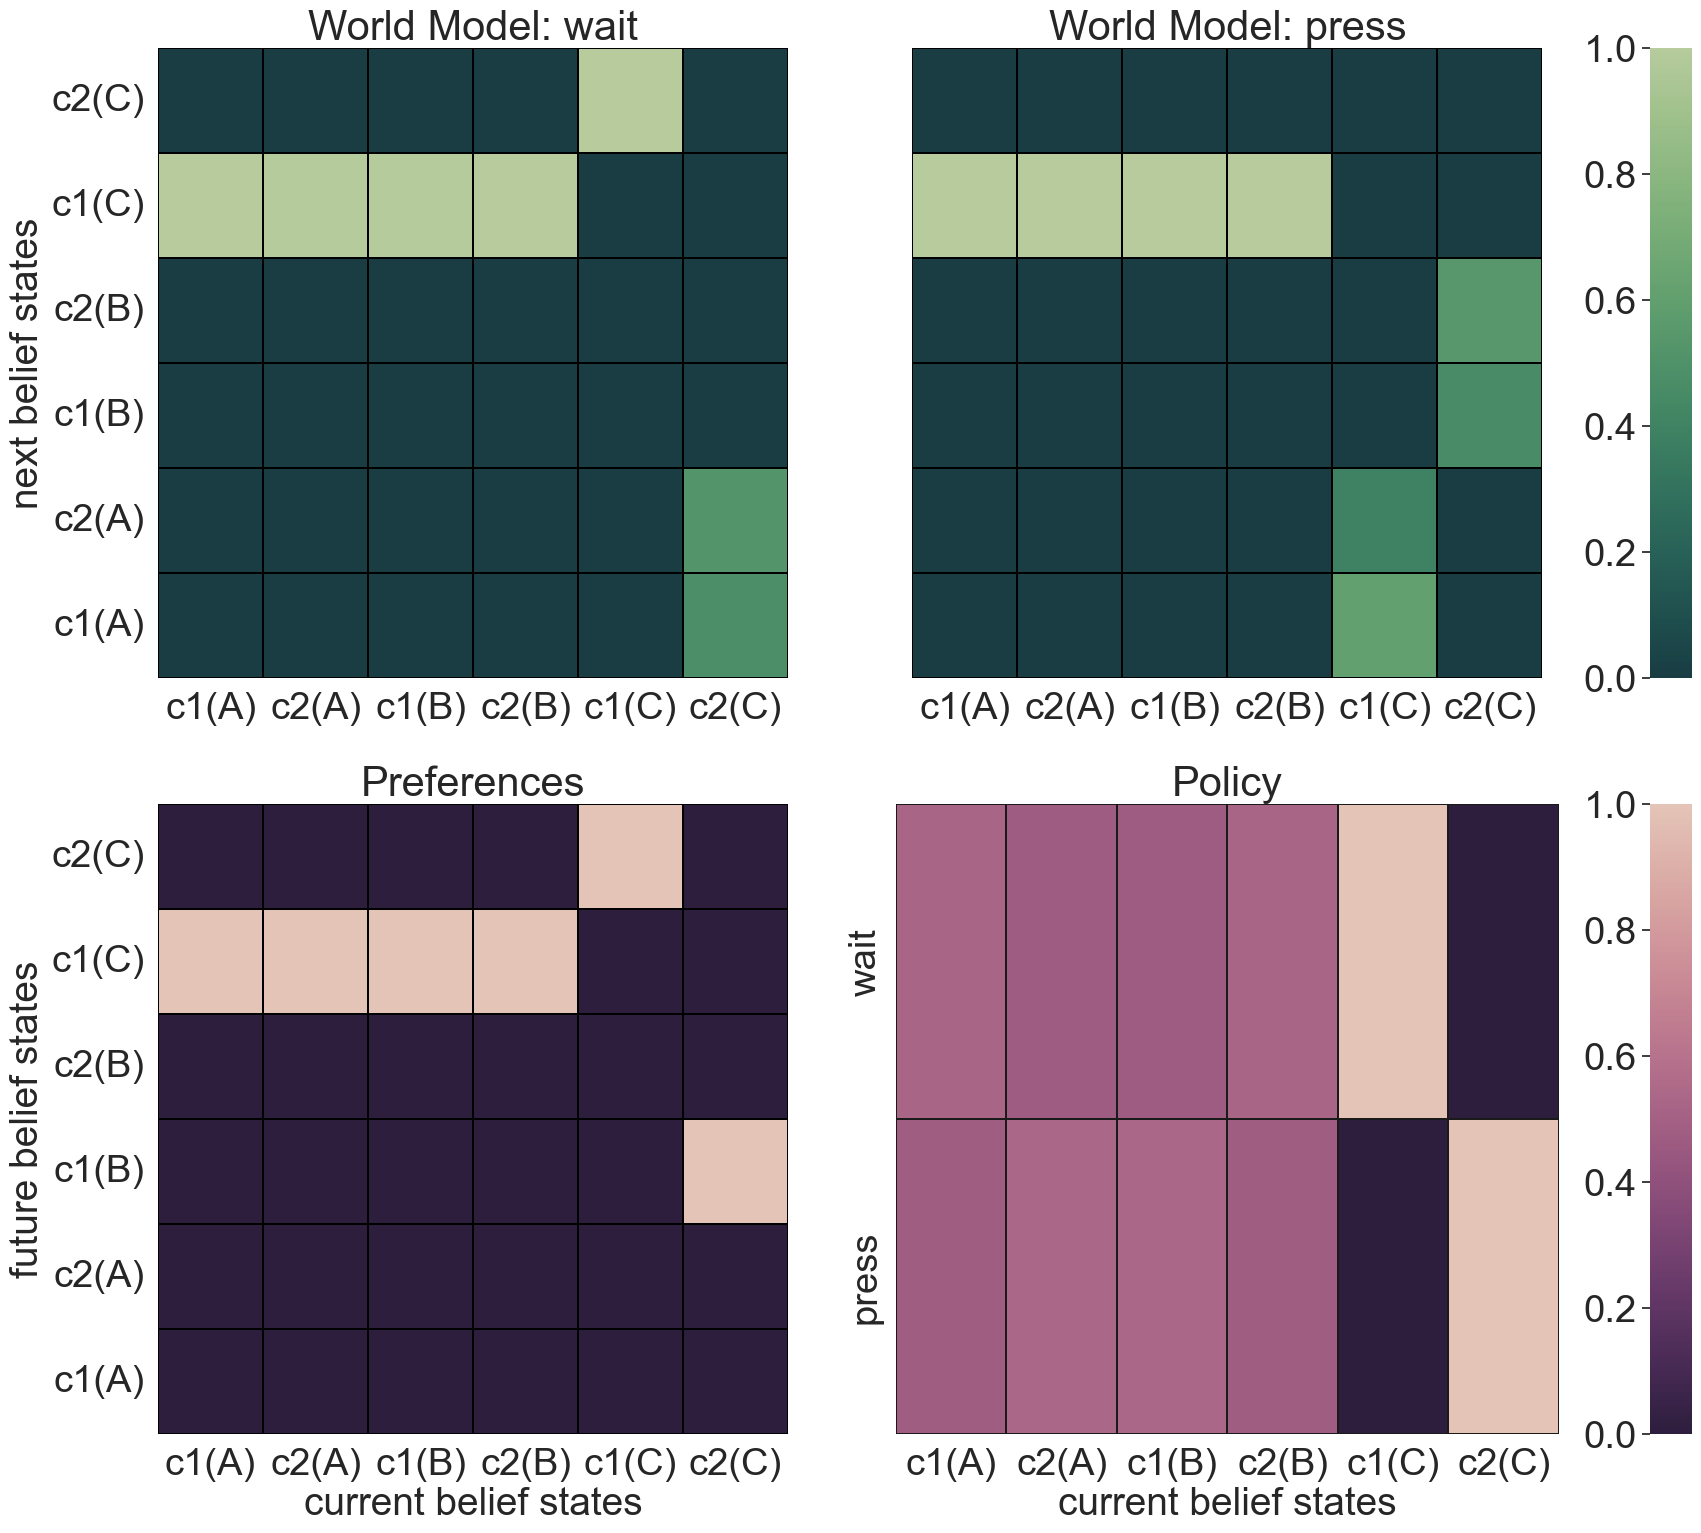 World Model: wait
World Model: press
next belief states
c2(C)
c1(C)
c2(B)
c1(B)
c2(A)
c1(A)
c1(A) c2(A) c1(B) c2(B) c1(C) c2(C)
c1(A) c2(A) c1(B) c2(B) c1(C) c2(C)
1.0
0.8
0.6
0.4
0.2
0.0
Preferences
Policy
future belief states
c2(C)
c1(C)
c2(B)
c1(B)
c2(A)
c1(A)
c1(A) c2(A) c1(B) c2(B) c1(C) c2(C)
current belief states
wait
press
c1(A) c2(A) c1(B) c2(B) c1(C) c2(C)
current belief states
1.0
0.8
0.6
0.4
0.2
0.0